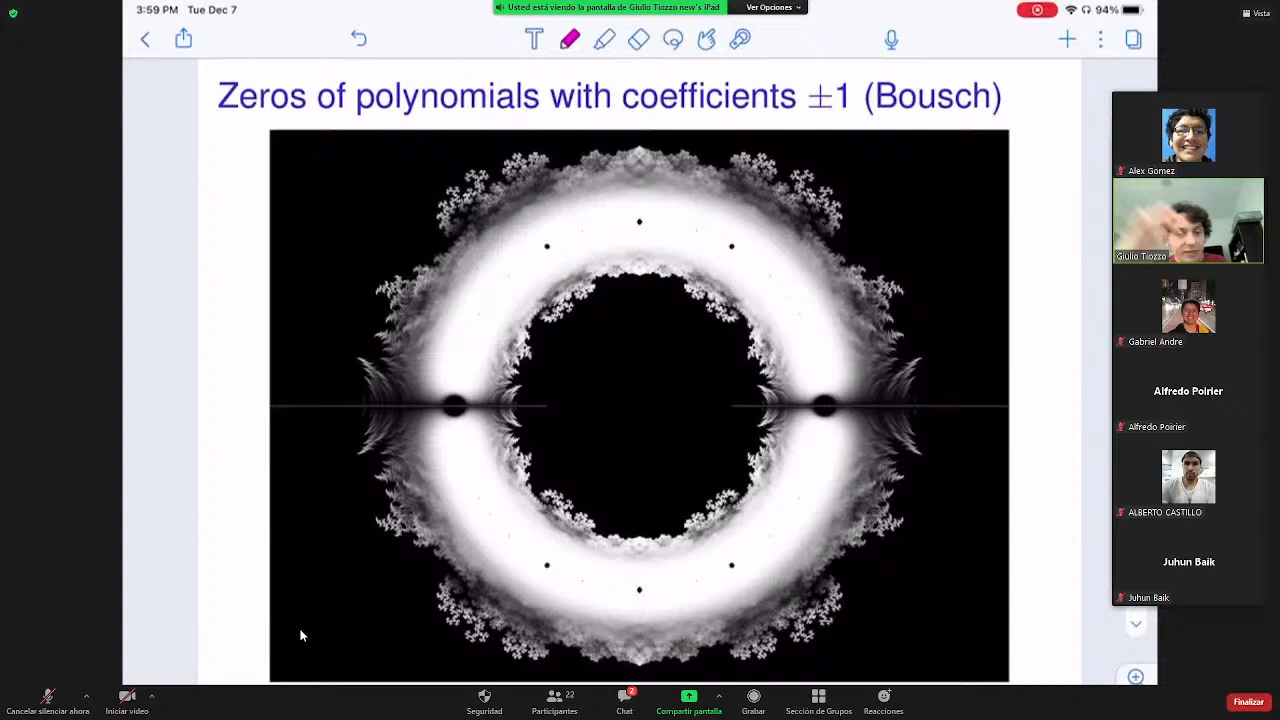 3:59 PM Tue Dec 7
Usted está viendo la pantalla de Giulio Tiozzo new's iPad
Ver Opciones
94%
Vista
Zeros of polynomials with coefficients ±1 (Bousch)
Alex Gomez
Giulio Tiozzo
Gabriel Andre
Alfredo Poirier
Alfredo Poirier
ALBERTO CASTILLO
Juhun Baik
Juhun Baik
Cancelar silenciar ahora
Iniciar video
Seguridad
22
Participantes
2
Chat
Compartir pantalla
Grabar
Sección de Grupos
Reacciones
Finalizar